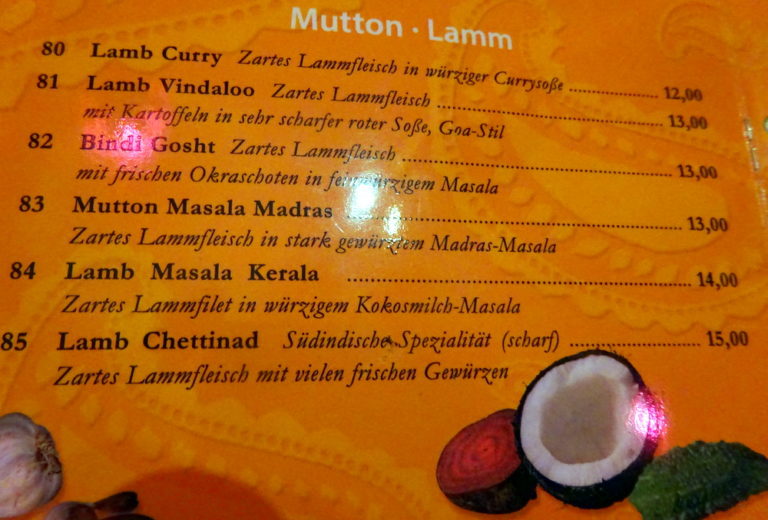 Mutton · Lamm
80 Lamb Curry Zartes Lammfleisch in würziger Currysoße 12,00
81 Lamb Vindaloo Zartes Lammfleisch 13,00
mit Kartoffeln in sehr scharfer roter Soße, Goa-Stil
82 Bindi Gosht Zartes Lammfleisch 13,00
mit frischen Okraschoten in feinwürzigem Masala
83 Mutton Masala Madras 13,00
Zartes Lammfleisch in stark gewürztem Madras-Masala
84 Lamb Masala Kerala 14,00
Zartes Lammfilet in würzigem Kokosmilch-Masala
85 Lamb Chettinad Südindische Spezialität (scharf) 15,00
Zartes Lammfleisch mit vielen frischen Gewürzen